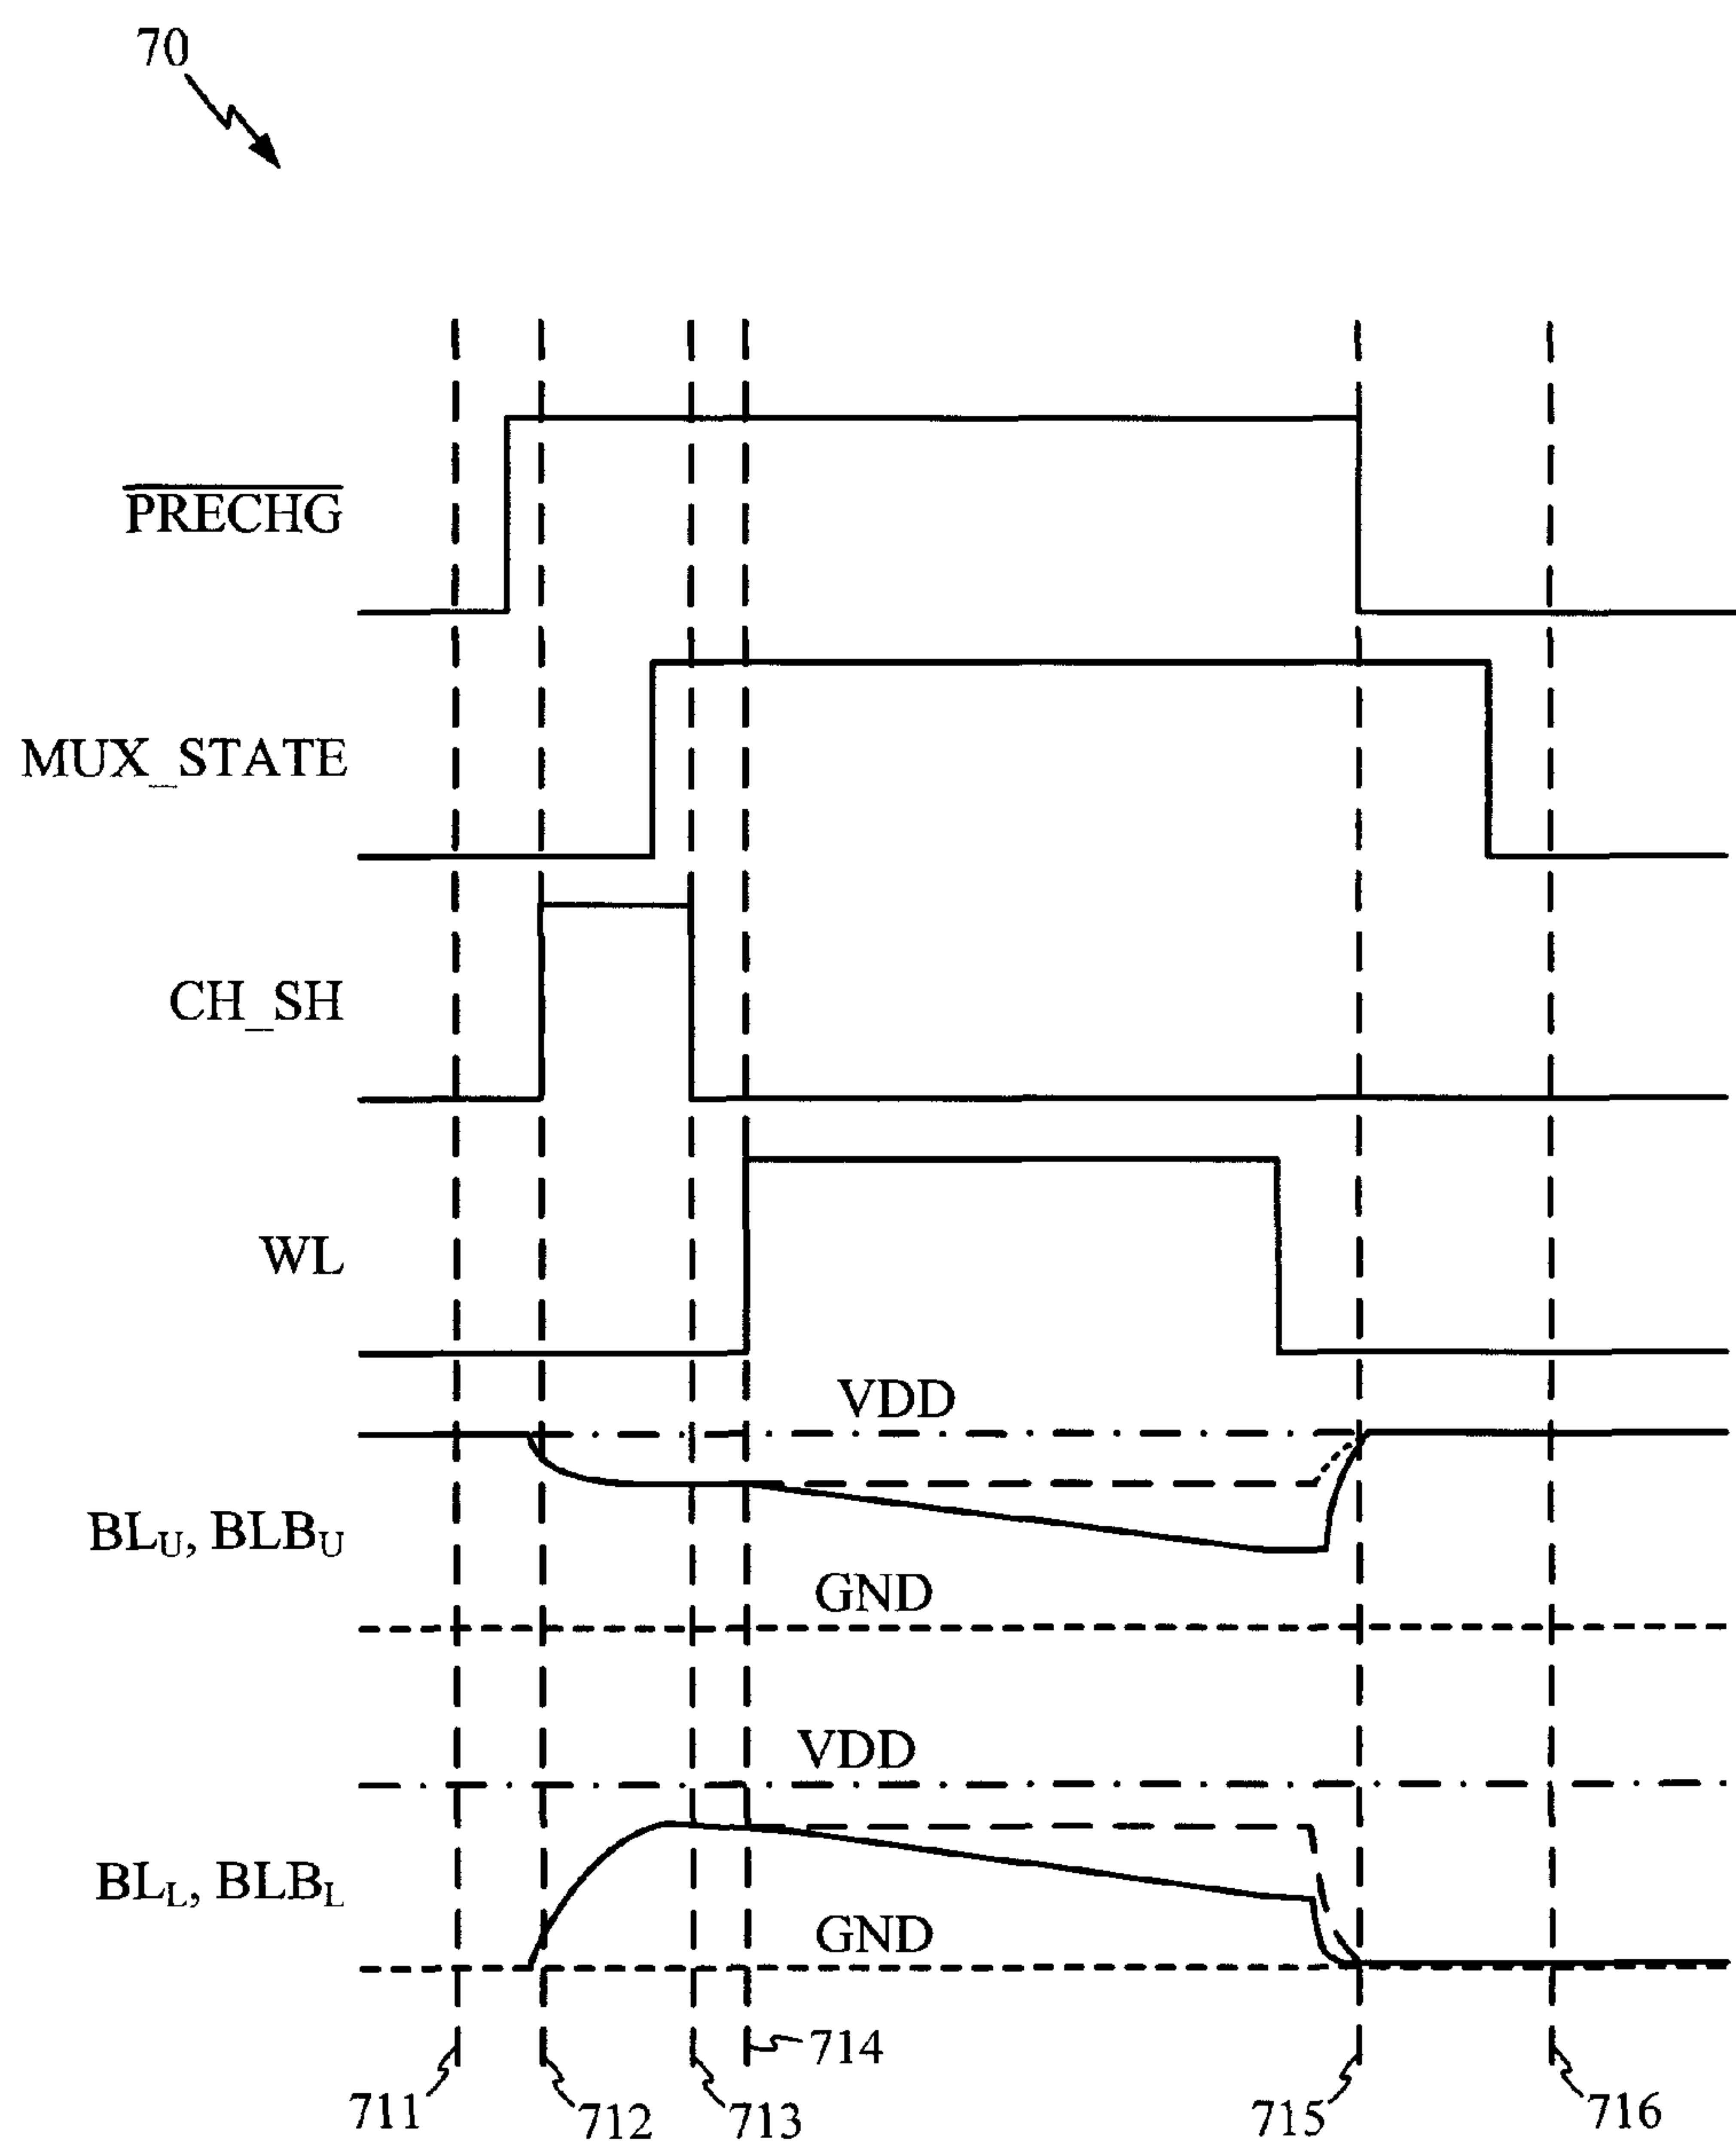 70
PRECHG
MUX_STATE
CH_SH
WL
VDD
BLU, BLBU
GND
VDD
BLL, BLBL
GND
714
711
712
713
715
716